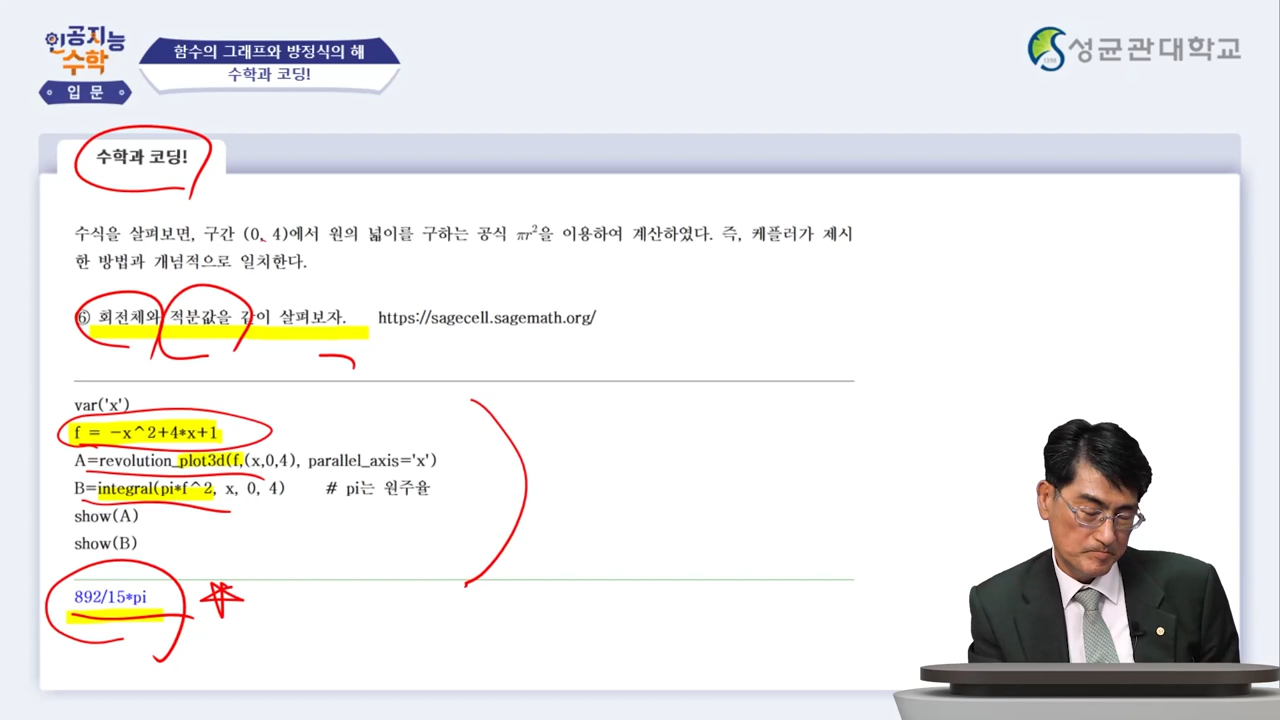 인공지능
수학
입 문
함수의 그래프와 방정식의 해
수학과 코딩!
성균관대학교
1398
수학과 코딩!
수식을 살펴보면, 구간 (0, 4)에서 원의 넓이를 구하는 공식 πr²을 이용하여 계산하였다. 즉, 케플러가 제시
한 방법과 개념적으로 일치한다.
⑥ 회전체와 적분값을 같이 살펴보자. https://sagecell.sagemath.org/
var('x')
f = -x^2+4*x+1
A=revolution_plot3d(f,(x,0,4), parallel_axis='x')
B=integral(pi*f^2, x, 0, 4) # pi는 원주율
show(A)
show(B)
892/15*pi